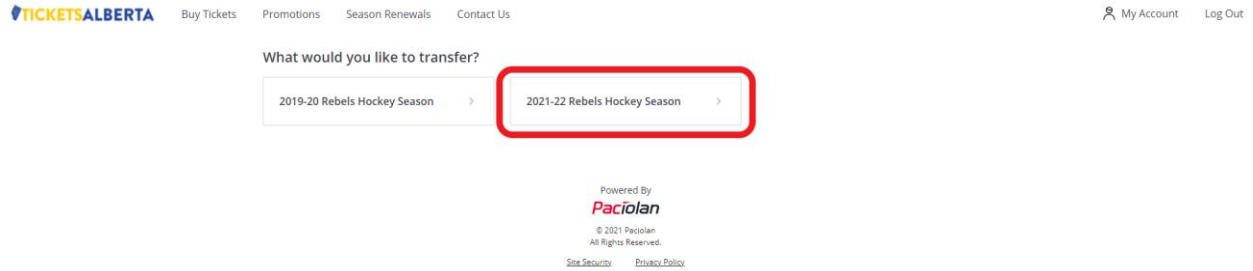 TICKETSALBERTA Buy Tickets Promotions Season Renewals Contact Us My Account Log Out
What would you like to transfer?
2019-20 Rebels Hockey Season > 2021-22 Rebels Hockey Season >
Powered By
Paciolan
© 2021 Paciolan
All Rights Reserved.
Site Security Privacy Policy